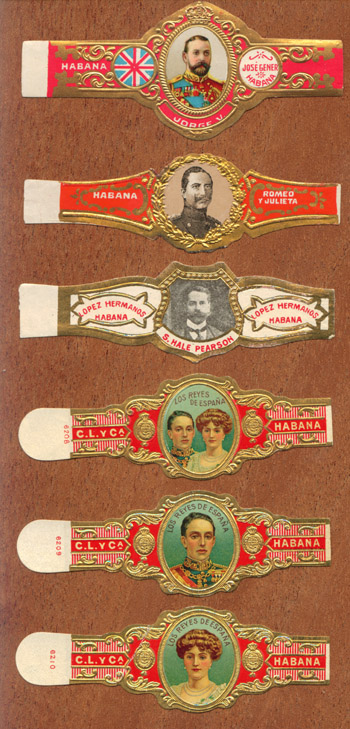 HABANA
JOSÉ GENER
HABANA
JORGE V.
HABANA
ROMEO
Y JULIETA
LOPEZ HERMANOS
HABANA
S. HALE PEARSON
LOPEZ HERMANOS
HABANA
6208
C.L.Y Cª
LOS REYES
DE ESPAÑA
HABANA
6209
C.L.Y Cª
LOS REYES DE ESPAÑA
HABANA
6210
C.L.Y Cª
LOS REYES DE ESPAÑA
HABANA